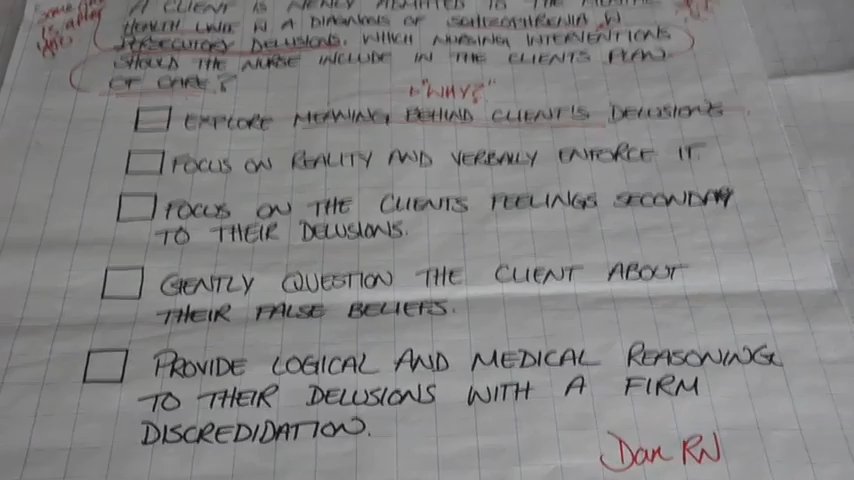 Some
A CLIENT IS NEWLY ADMITTED TO THE MENTAL
HEALTH UNIT A DIAGNOSIS OF SCHIZOPHRENIA
PERSECUTORY DELUSIONS. WHICH NURSING INTERVENTIONS
SHOULD THE NURSE INCLUDE IN THE CLIENTS PLAN
OF CARE?
"WHY?"
EXPLORE MEANING BEHIND CLIENT'S DELUSIONS
FOCUS ON REALITY AND VERBALLY ENFORCE IT.
FOCUS ON THE CLIENTS FEELINGS SECONDARY
TO THEIR DELUSIONS.
GENTLY QUESTION THE CLIENT ABOUT
THEIR FALSE BELIEFS.
PROVIDE LOGICAL AND MEDICAL REASONING
TO THEIR DELUSIONS WITH A FIRM
DISCREDIDATION.
Dan RN